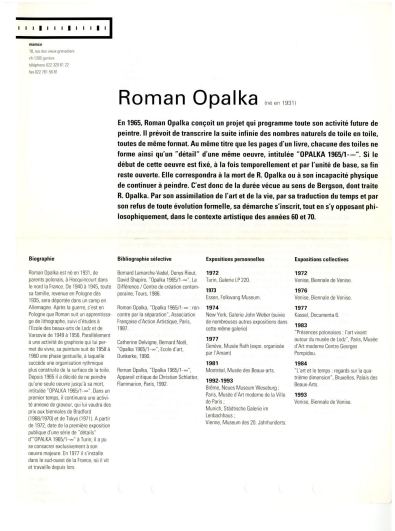 mamco
10, rue des vieux-grenadiers
ch-1205 genève
téléphone 022 320 61 22
fax 022 781 56 81
Roman Opalka (né en 1931)
En 1965, Roman Opalka conçoit un projet qui programme toute son activité future de
peintre. Il prévoit de transcrire la suite infinie des nombres naturels de toile en toile,
toutes de même format. Au même titre que les pages d'un livre, chacune des toiles ne
forme ainsi qu'un "détail" d'une même oeuvre, intitulée "OPALKA 1965/1-∞". Si le
début de cette oeuvre est fixé, à la fois temporellement et par l'unité de base, sa fin
reste ouverte. Elle correspondra à la mort de R. Opalka ou à son incapacité physique
de continuer à peindre. C'est donc de la durée vécue au sens de Bergson, dont traite
R. Opalka. Par son assimilation de l'art et de la vie, par sa traduction du temps et par
son refus de toute évolution formelle, sa démarche s'inscrit, tout en s'y opposant phi-
losophiquement, dans le contexte artistique des années 60 et 70.
Biographie
Roman Opalka est né en 1931, de
parents polonais, à Hocquincourt dans
le nord la France. De 1940 à 1945, toute
sa famille, revenue en Pologne dès
1935, sera déportée dans un camp en
Allemagne. Après la guerre, c'est en
Pologne que Roman suit un apprentis-
sage de lithographe, suivi d'études à
l'Ecole des beaux-arts de Lodz et de
Varsovie de 1949 à 1956. Parallèlement
à une activité de graphiste qui lui per-
met de vivre, sa peinture suit de 1958 à
1960 une phase gestuelle, à laquelle
succède une organisation rythmique
plus construite de la surface de la toile.
Depuis 1965 il a décidé de ne peindre
qu'une seule oeuvre jusqu'à sa mort,
intitulée "OPALKA 1965/1-∞". Dans un
premier temps, il continuera une activi-
té annexe de graveur, qui lui vaudra des
prix aux biennales de Bradford
(1968/1970) et de Tokyo (1971). A partir
de 1972, date de la première exposition
publique d'une série de "détails"
d'"OPALKA 1965/1-∞" à Turin, il a pu
se consacrer exclusivement à son
oeuvre majeure. En 1977 il s'installe
dans le sud-ouest de la France, où il vit
et travaille depuis lors.
Bibliographie sélective
Bernard Lamarche-Vadel, Denys Riout,
David Shapiro, "Opalka 1965/1-∞", La
Différence / Centre de création contem-
poraine, Tours, 1986.
Roman Opalka, "Opalka 1965/1-∞ : ren-
contre par la séparation", Association
Française d'Action Artistique, Paris,
1987.
Catherine Delvigne, Bernard Noël,
"Opalka 1965/1-∞", Ecole d'art,
Dunkerke, 1990.
Roman Opalka, "Opalka 1965/1-∞",
Appareil critique de Christian Schlatter,
Flammarion, Paris, 1992.
Expositions personnelles
1972
Turin, Galerie LP 220.
1973
Essen, Folkwang Museum.
1974
New York, Galerie John Weber (suivie
de nombreuses autres expositions dans
cette même galerie)
1977
Genève, Musée Rath (expo. organisée
par l'Amam)
1981
Montréal, Musée des Beaux-arts.
1992-1993
Brême, Neues Museum Weserburg ;
Paris, Musée d'Art moderne de la Ville
de Paris ;
Munich, Städtische Galerie im
Lenbachhaus ;
Vienne, Museum des 20. Jahrhunderts.
Expositions collectives
1972
Venise, Biennale de Venise.
1976
Venise, Biennale de Venise.
1977
Kassel, Documenta 6.
1983
"Présences polonaises : l'art vivant
autour du musée de Lodz", Paris, Musée
d'Art moderne Centre Georges
Pompidou.
1984
"L'art et le temps : regards sur la qua-
trième dimension", Bruxelles, Palais des
Beaux-Arts.
1993
Venise, Biennale de Venise.